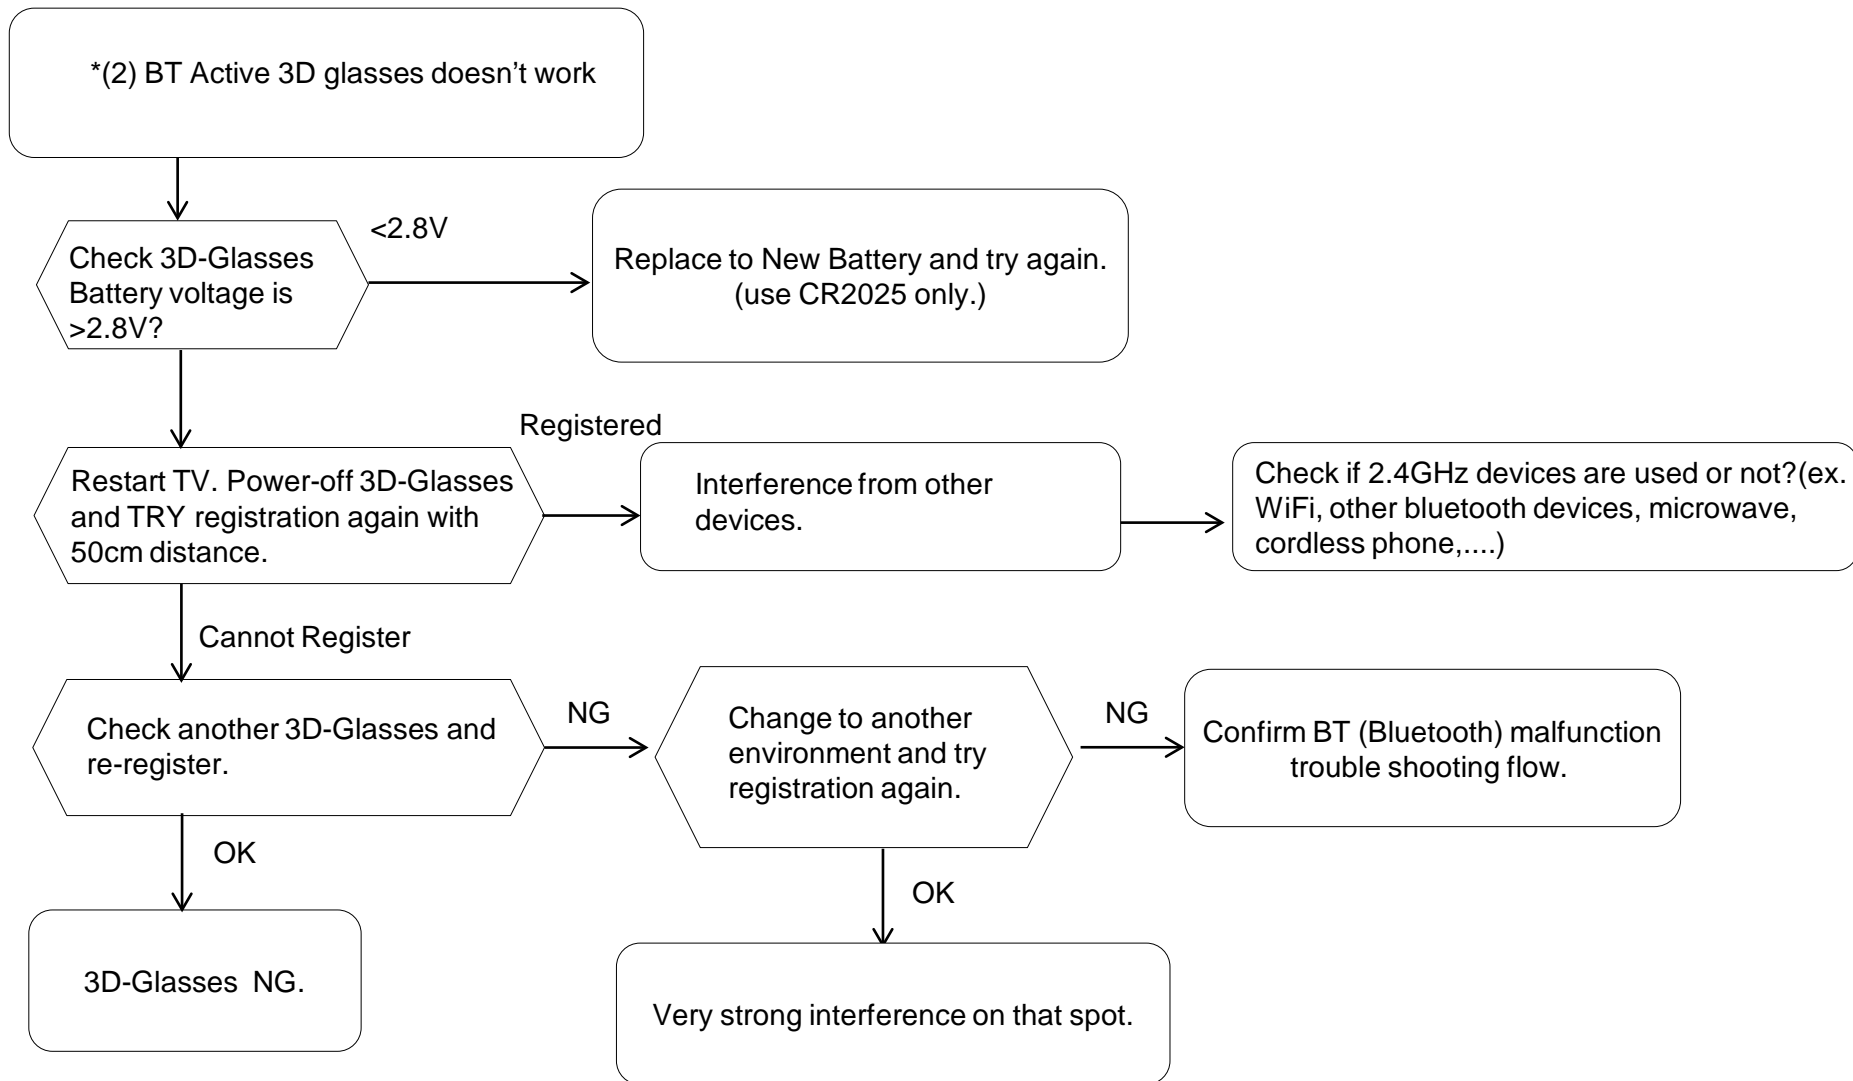 *(2) BT Active 3D glasses doesn't work
<2.8V
Check 3D-Glasses
Battery voltage is
>2.8V?
Replace to New Battery and try again.
(use CR2025 only.)
Registered
Restart TV. Power-off 3D-Glasses
and TRY registration again with
50cm distance.
Interference from other
devices.
Check if 2.4GHz devices are used or not?(ex.
WiFi, other bluetooth devices, microwave,
cordless phone,....)
Cannot Register
Check another 3D-Glasses and
re-register.
NG
Change to another
environment and try
registration again.
NG
Confirm BT (Bluetooth) malfunction
trouble shooting flow.
OK
OK
3D-Glasses  NG.
Very strong interference on that spot.